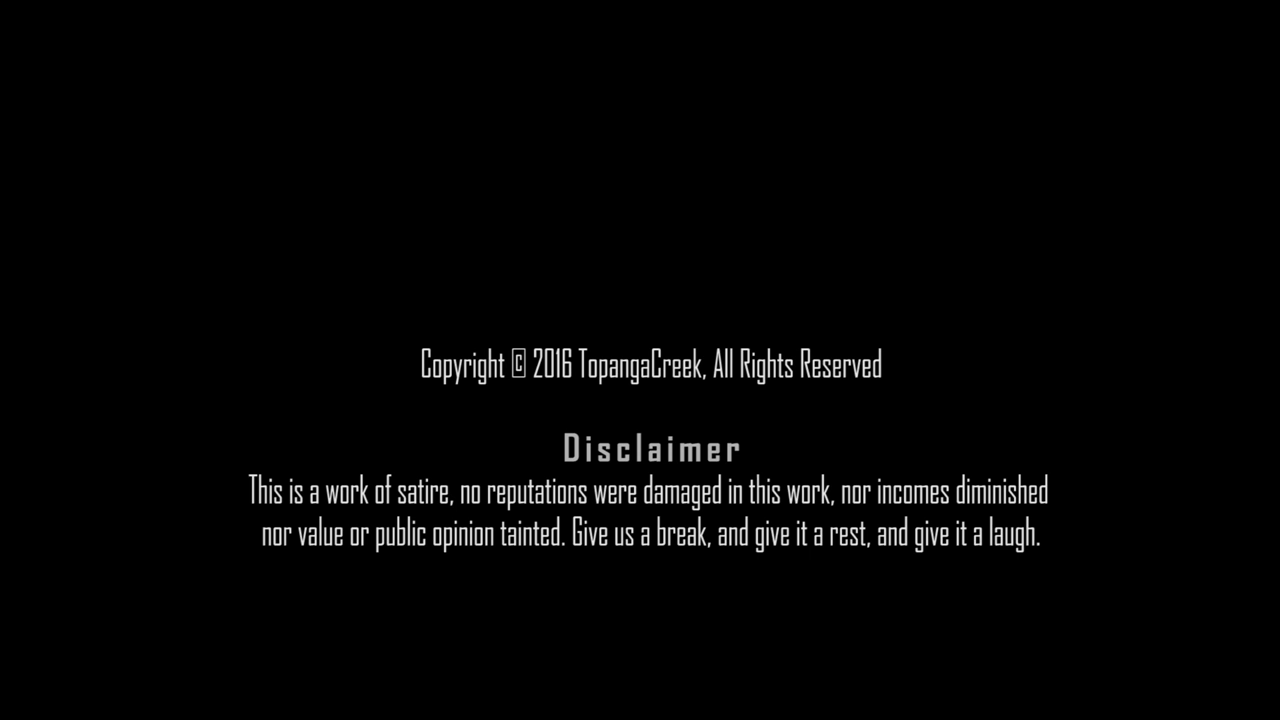 Copyright © 2016 TopangaCreek, All Rights Reserved
Disclaimer
This is a work of satire, no reputations were damaged in this work, nor incomes diminished
nor value or public opinion tainted. Give us a break, and give it a rest, and give it a laugh.